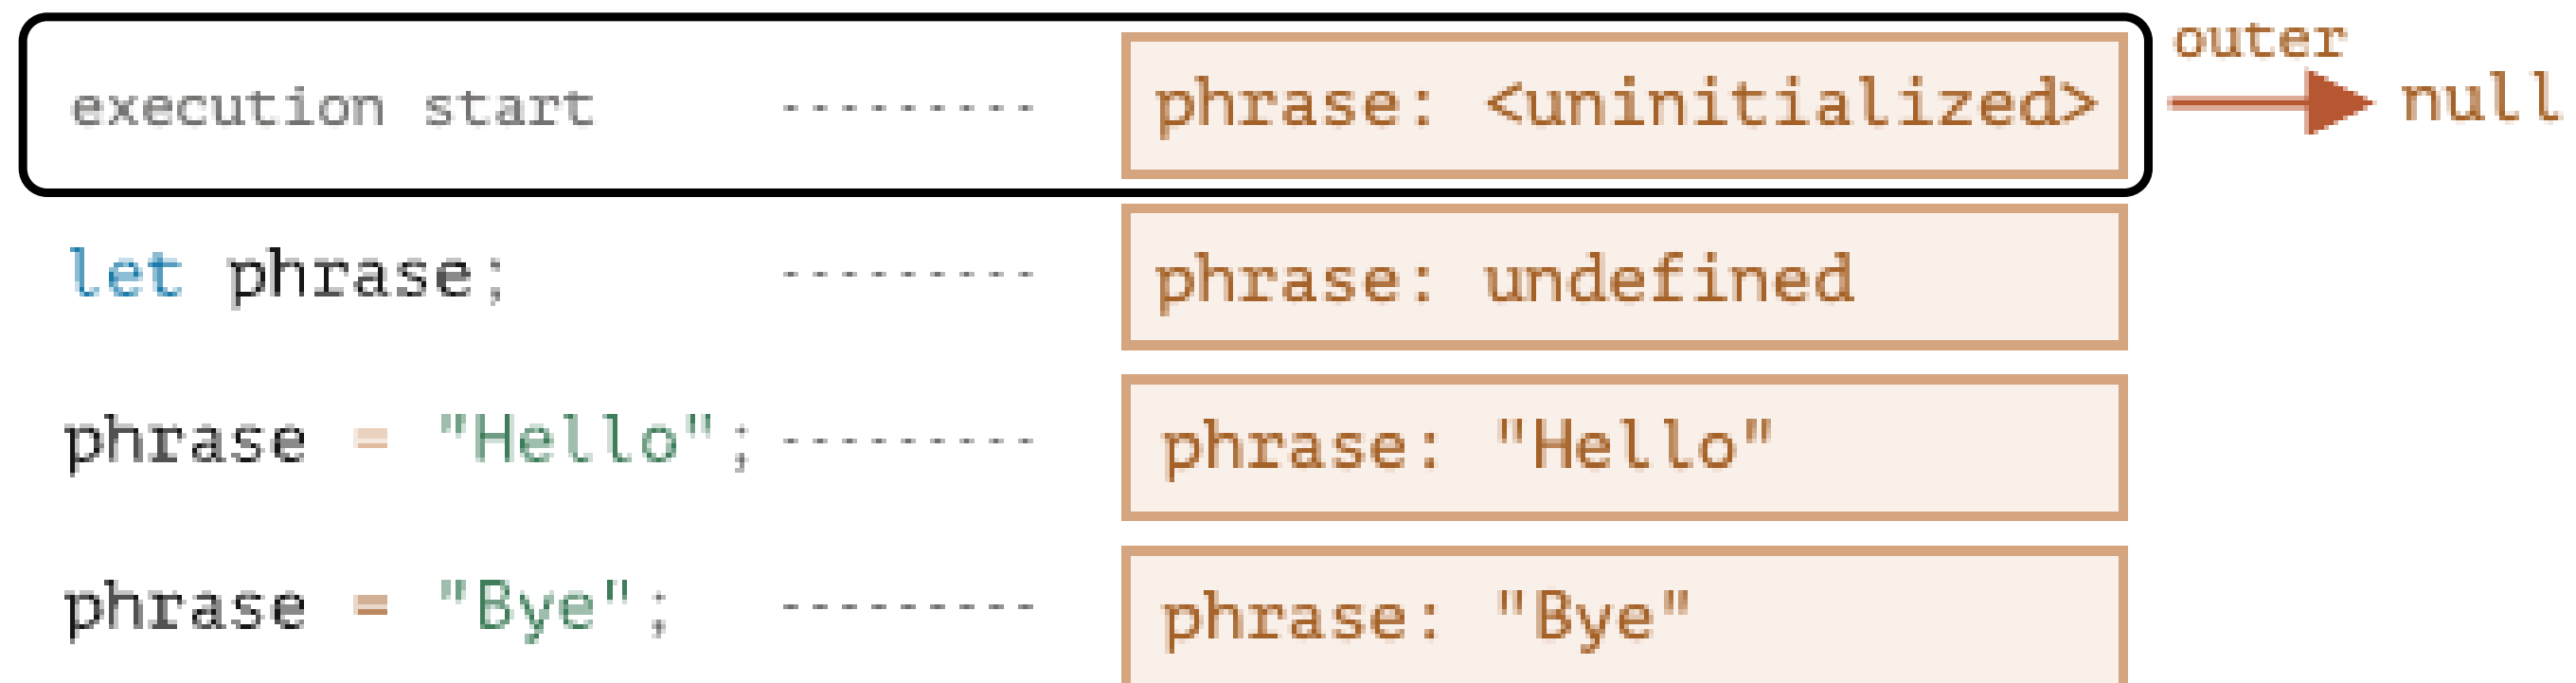 outer
execution start --------- phrase: <uninitialized> null
let phrase; --------- phrase: undefined
phrase = "Hello"; --------- phrase: "Hello"
phrase = "Bye"; --------- phrase: "Bye"